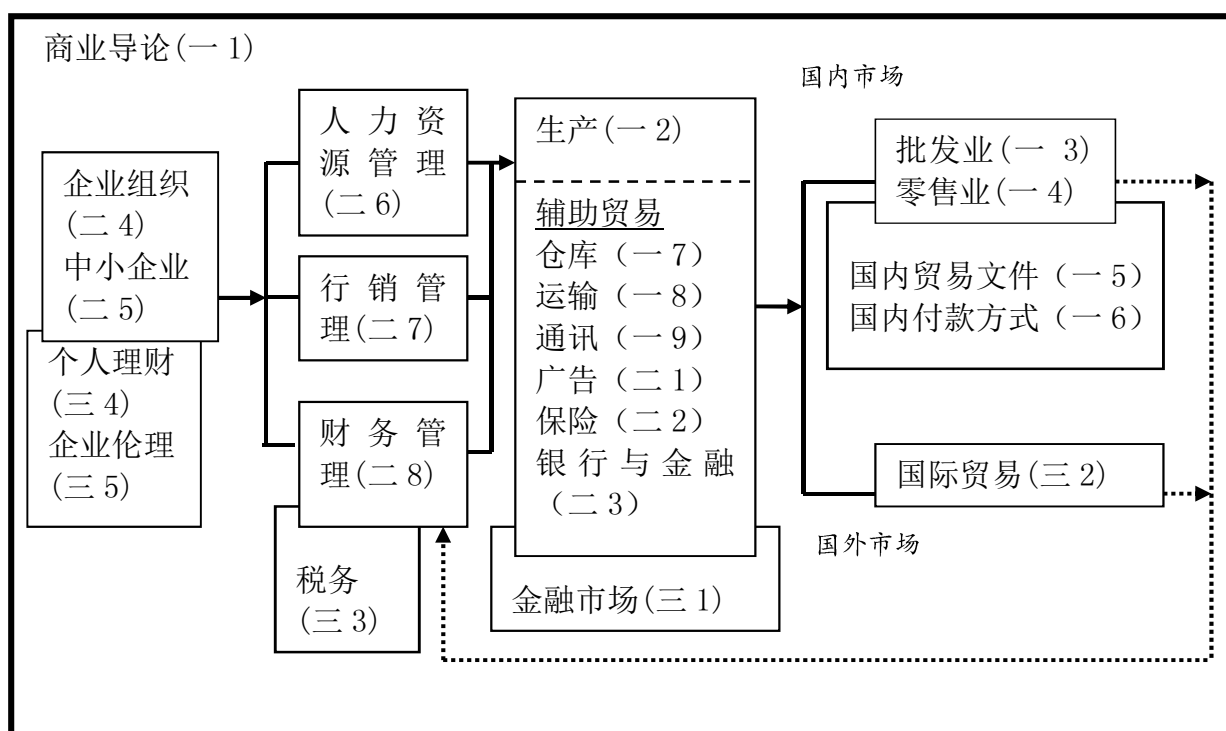 商业导论(一 1)
国内市场
企业组织
(二 4)
中小企业
(二 5)
个人理财
(三 4)
企业伦理
(三 5)
人力资
源管理
(二 6)
行销管
理(二 7)
财务管
理(二 8)
税务
(三 3)
生产(一 2)
辅助贸易
仓库（一 7）
运输（一 8）
通讯（一 9）
广告（二 1）
保险（二 2）
银行与金融
（二 3）
金融市场(三 1)
批发业(一 3)
零售业(一 4)
国内贸易文件（一 5）
国内付款方式（一 6）
国际贸易(三 2)
国外市场